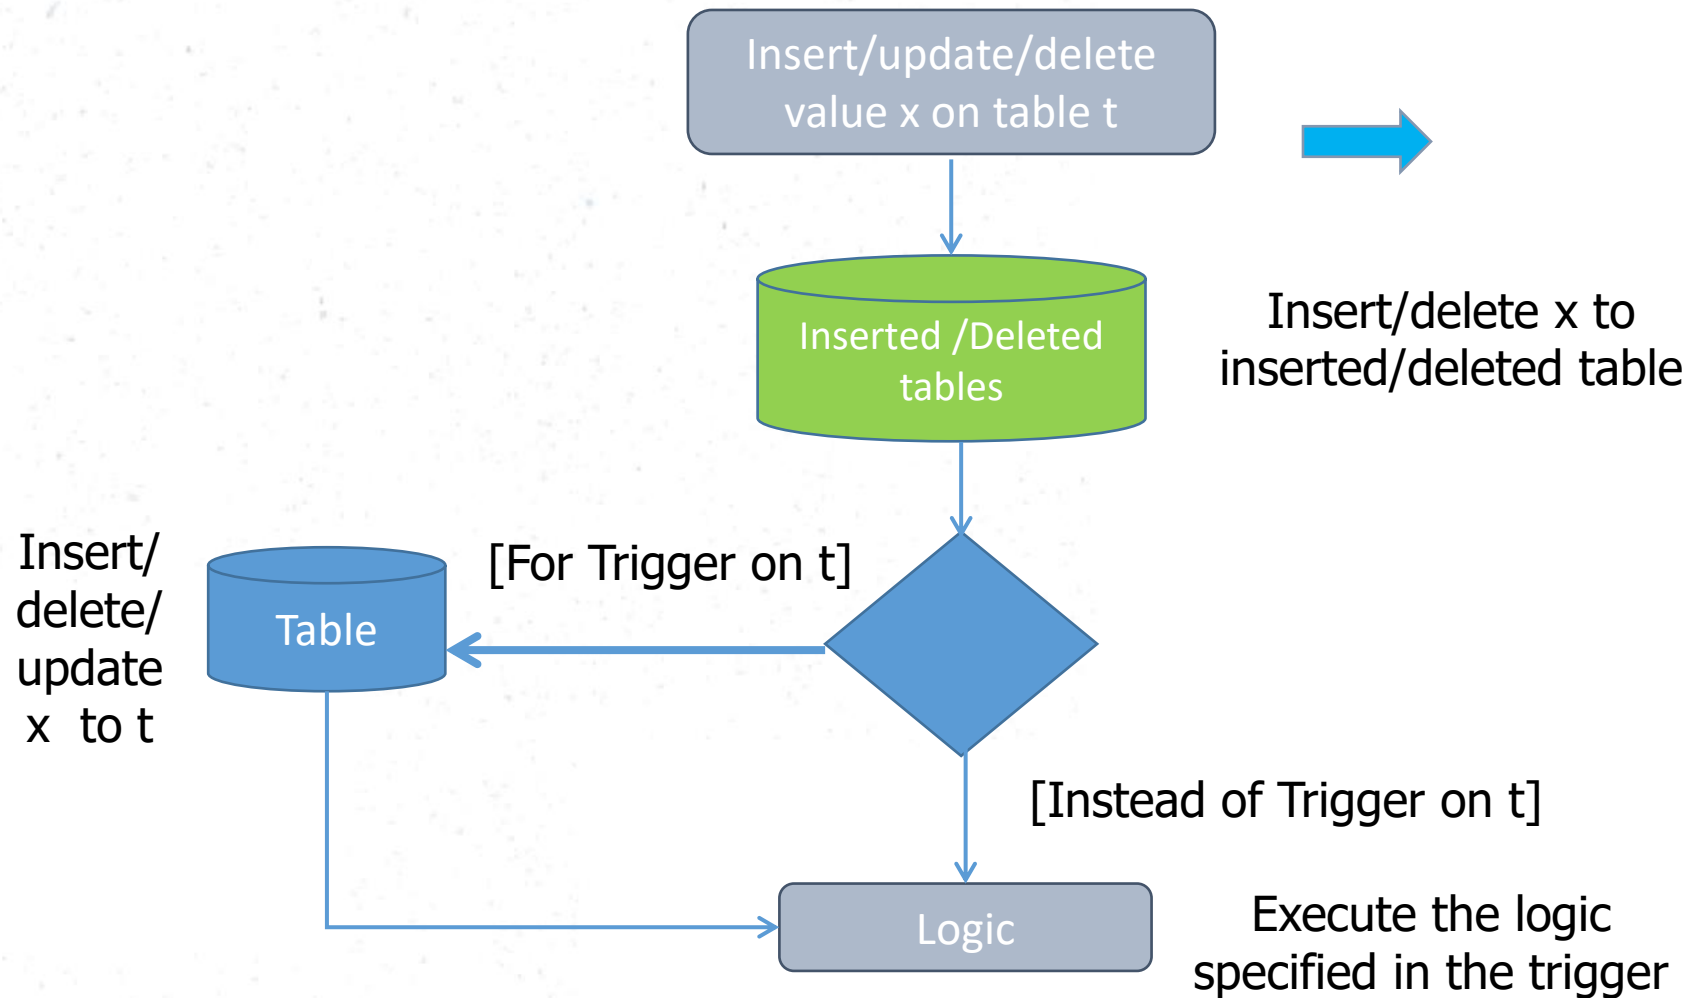 Insert/update/delete
value x on table t
Inserted /Deleted
tables
Insert/delete x to
inserted/deleted table
[For Trigger on t]
Insert/
delete/
update
x  to t
Table
[Instead of Trigger on t]
Logic
Execute the logic
specified in the trigger